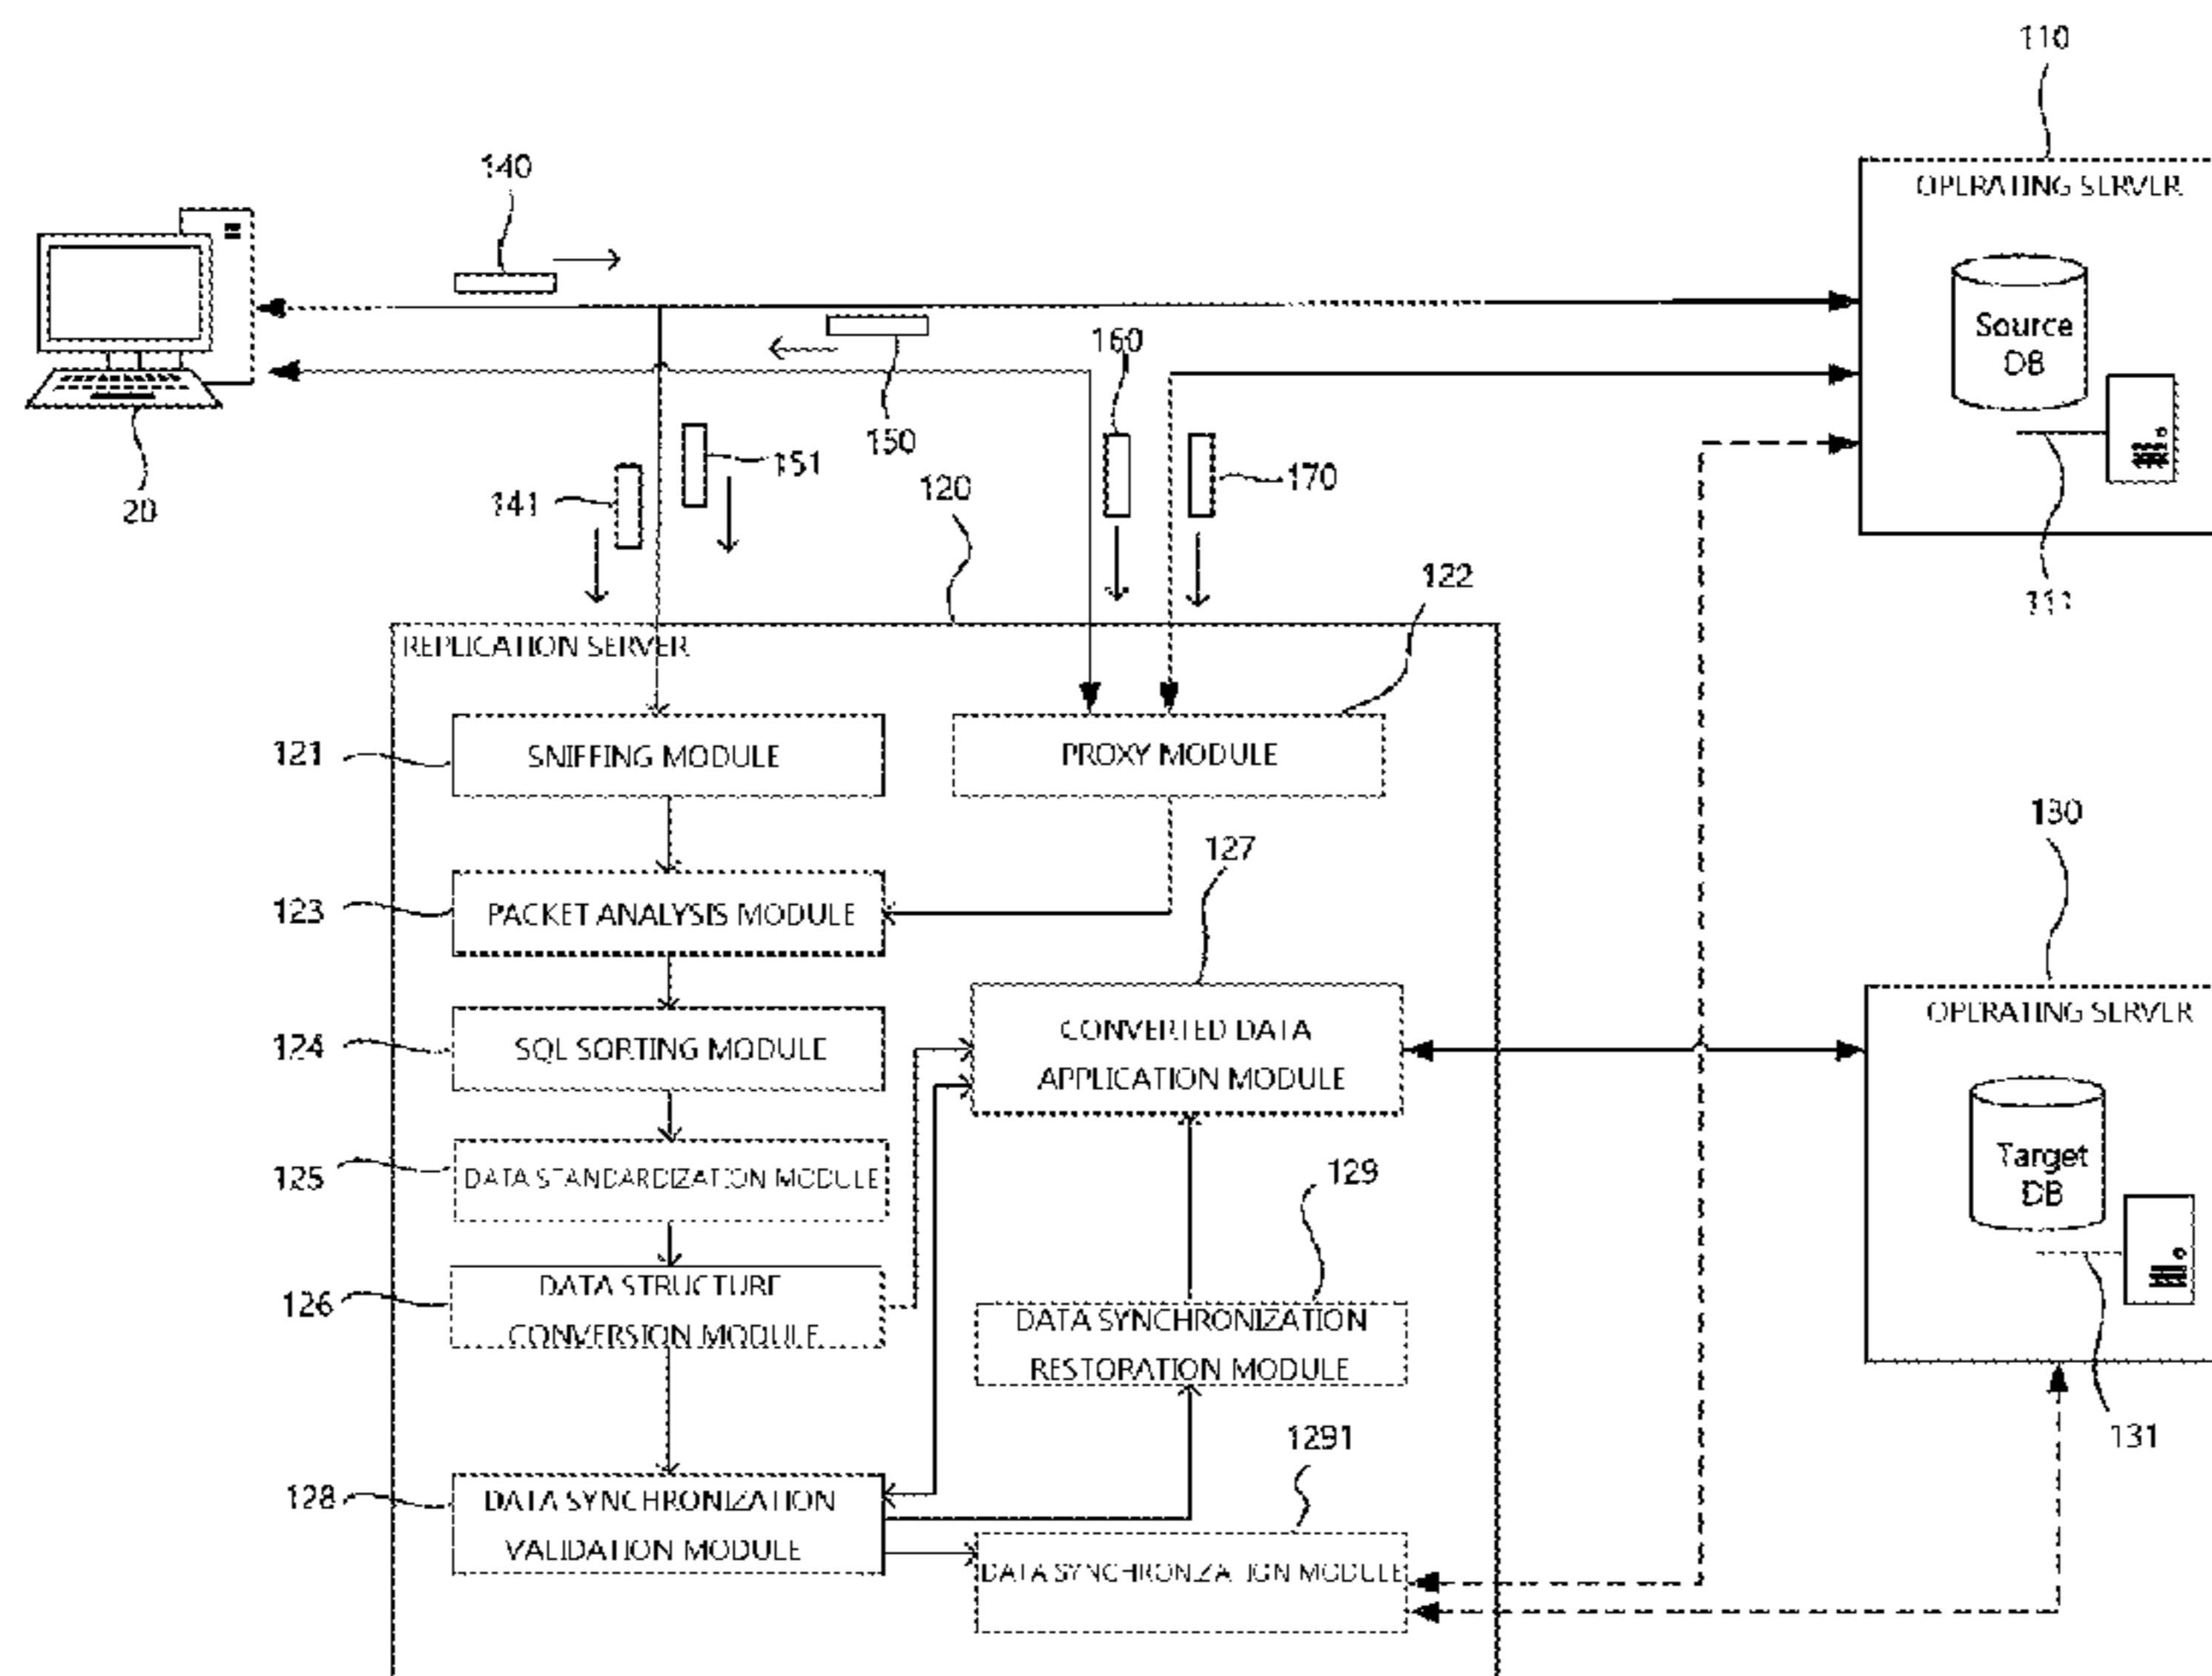 110
140
OPERATING SERVER
Source
DB
160
150
151
141
170
120
20
122
111
REPLICATION SERVER
121
SNIFFING MODULE
PROXY MODULE
130
127
123
PACKET ANALYSIS MODULE
OPERATING SERVER
124
SQL SORTING MODULE
CONVERTED DATA
APPLICATION MODULE
Target
DB
125
DATA STANDARDIZATION MODULE
129
126
DATA STRUCTURE
CONVERSION MODULE
DATA SYNCHRONIZATION
RESTORATION MODULE
131
1291
128
DATA SYNCHRONIZATION
VALIDATION MODULE
DATA SYNCHRONIZATION MODULE